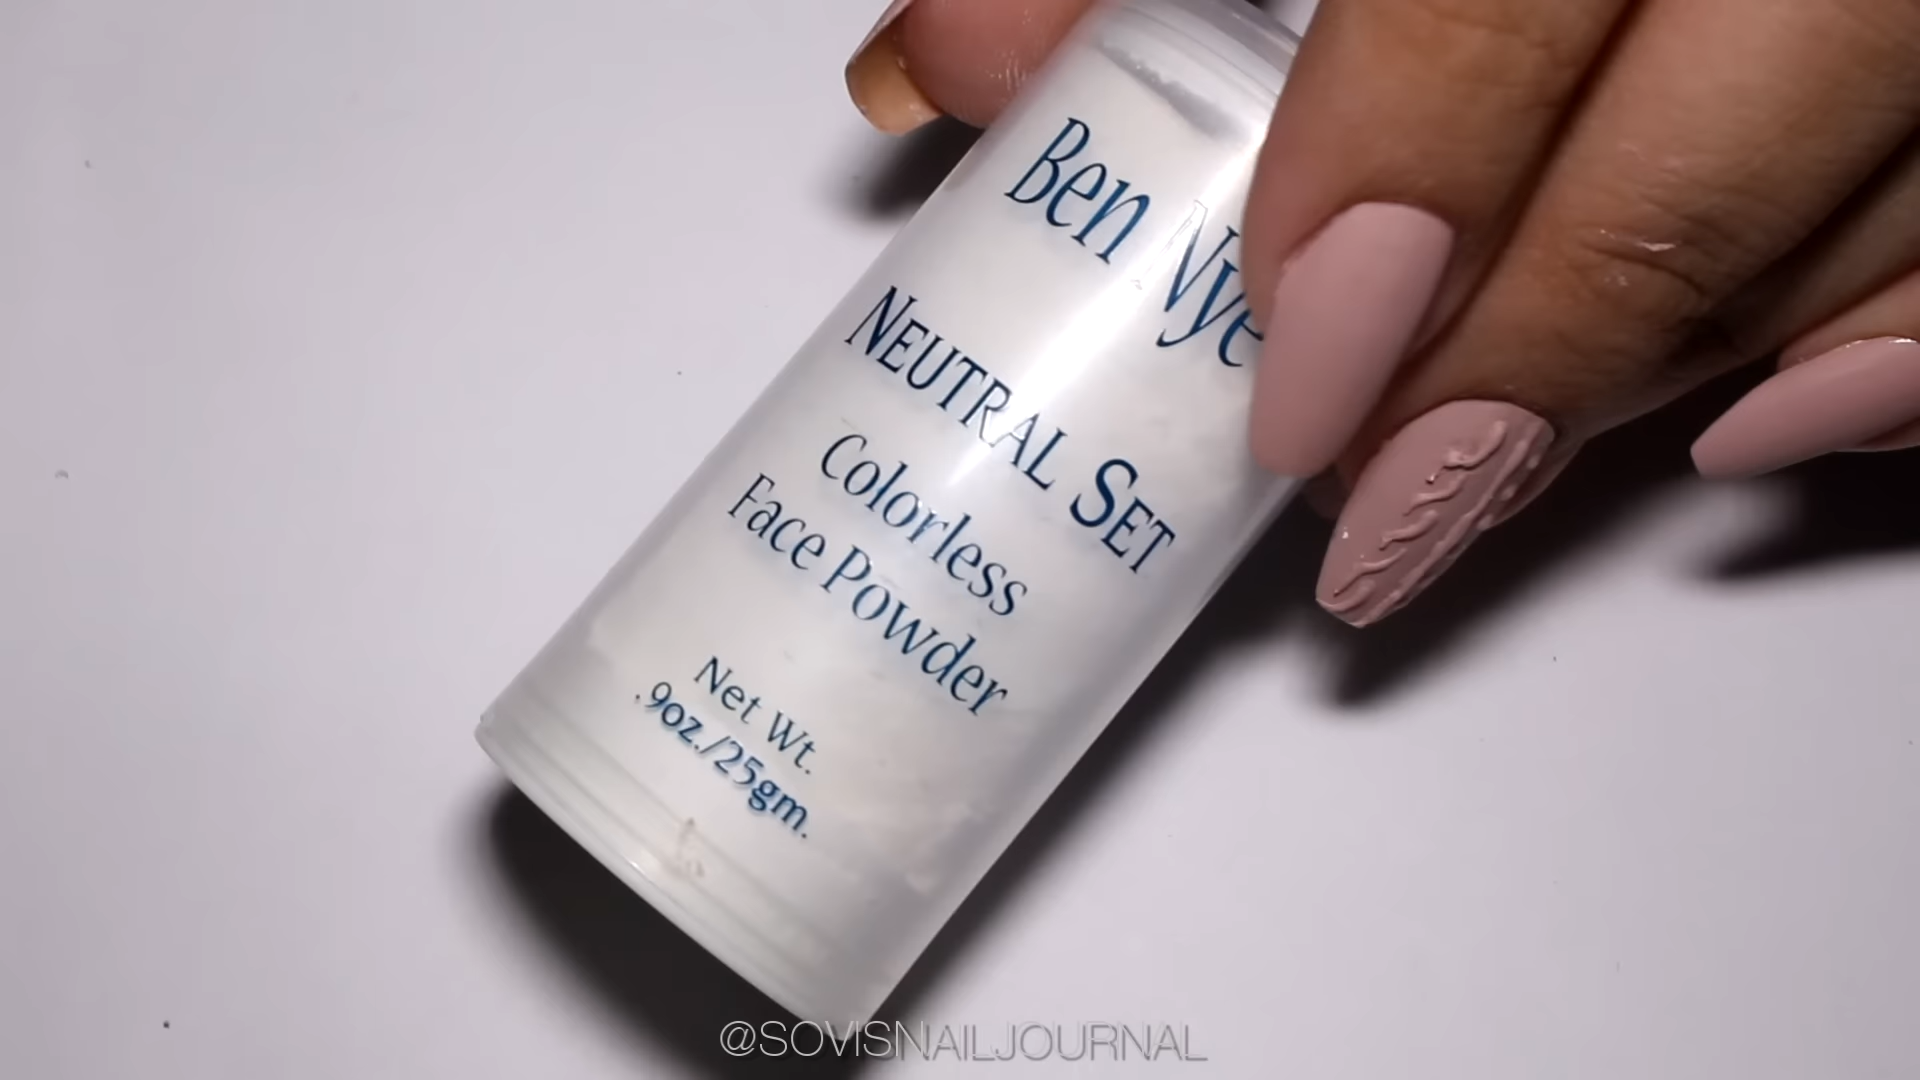 Ben Nye
NEUTRAL SET
Colorless
Face Powder
Net Wt.
.9oz./25gm.
@SOVISNAILJOURNAL